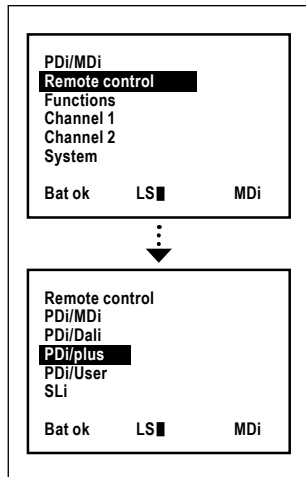 PDi/MDi
Remote control
Functions
Channel 1
Channel 2
System
Bat ok LS MDi
Remote control
PDi/MDi
PDi/Dali
PDi/plus
PDi/User
SLi
Bat ok LS MDi